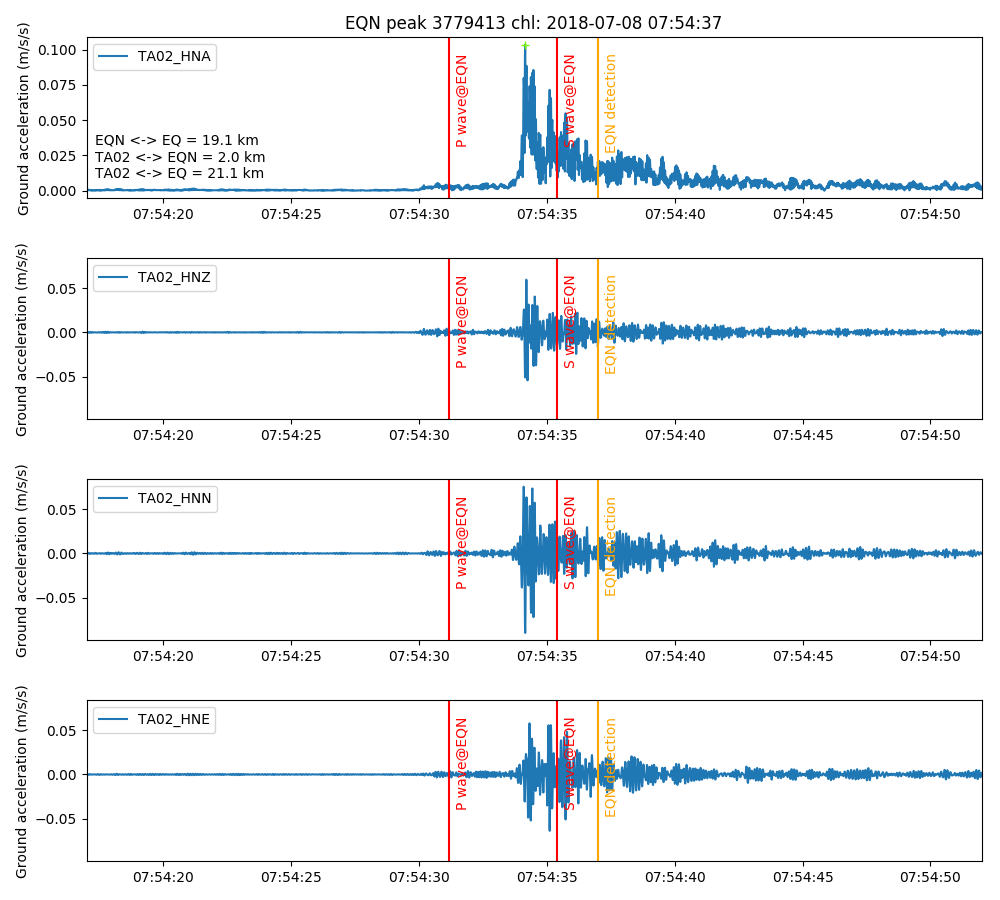 EQN peak 3779413 chl: 2018-07-08 07:54:37
Ground acceleration (m/s/s)
0.100
0.075
0.050
0.025
0.000
TA02_HNA
EQN <-> EQ = 19.1 km
TA02 <-> EQN = 2.0 km
TA02 <-> EQ = 21.1 km
P wave@EQN
S wave@EQN
EQN detection
07:54:20 07:54:25 07:54:30 07:54:35 07:54:40 07:54:45 07:54:50
Ground acceleration (m/s/s)
0.05
0.00
−0.05
TA02_HNZ
P wave@EQN
S wave@EQN
EQN detection
07:54:20 07:54:25 07:54:30 07:54:35 07:54:40 07:54:45 07:54:50
Ground acceleration (m/s/s)
0.05
0.00
−0.05
TA02_HNN
P wave@EQN
S wave@EQN
EQN detection
07:54:20 07:54:25 07:54:30 07:54:35 07:54:40 07:54:45 07:54:50
Ground acceleration (m/s/s)
0.05
0.00
−0.05
TA02_HNE
P wave@EQN
S wave@EQN
EQN detection
07:54:20 07:54:25 07:54:30 07:54:35 07:54:40 07:54:45 07:54:50